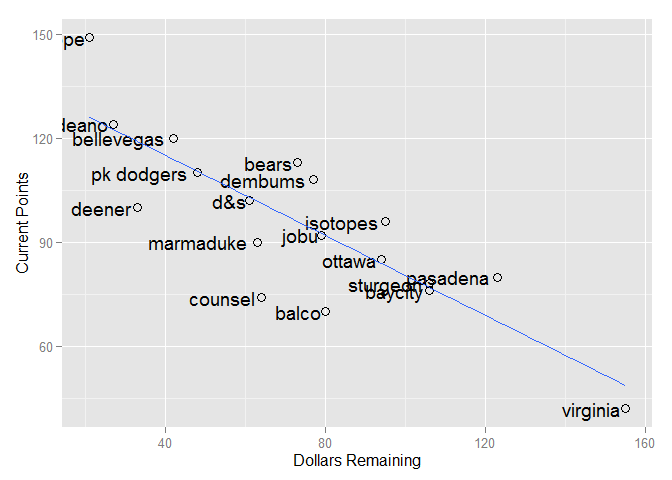 150
120
90
60
pe
deano
bellevegas
bears
pk dodgers
dembums
d&s
deener
isotopes
jobu
marmaduke
ottawa
pasadena
sturgeon
baycity
counsel
balco
virginia
40
80
120
160
Dollars Remaining
Current Points